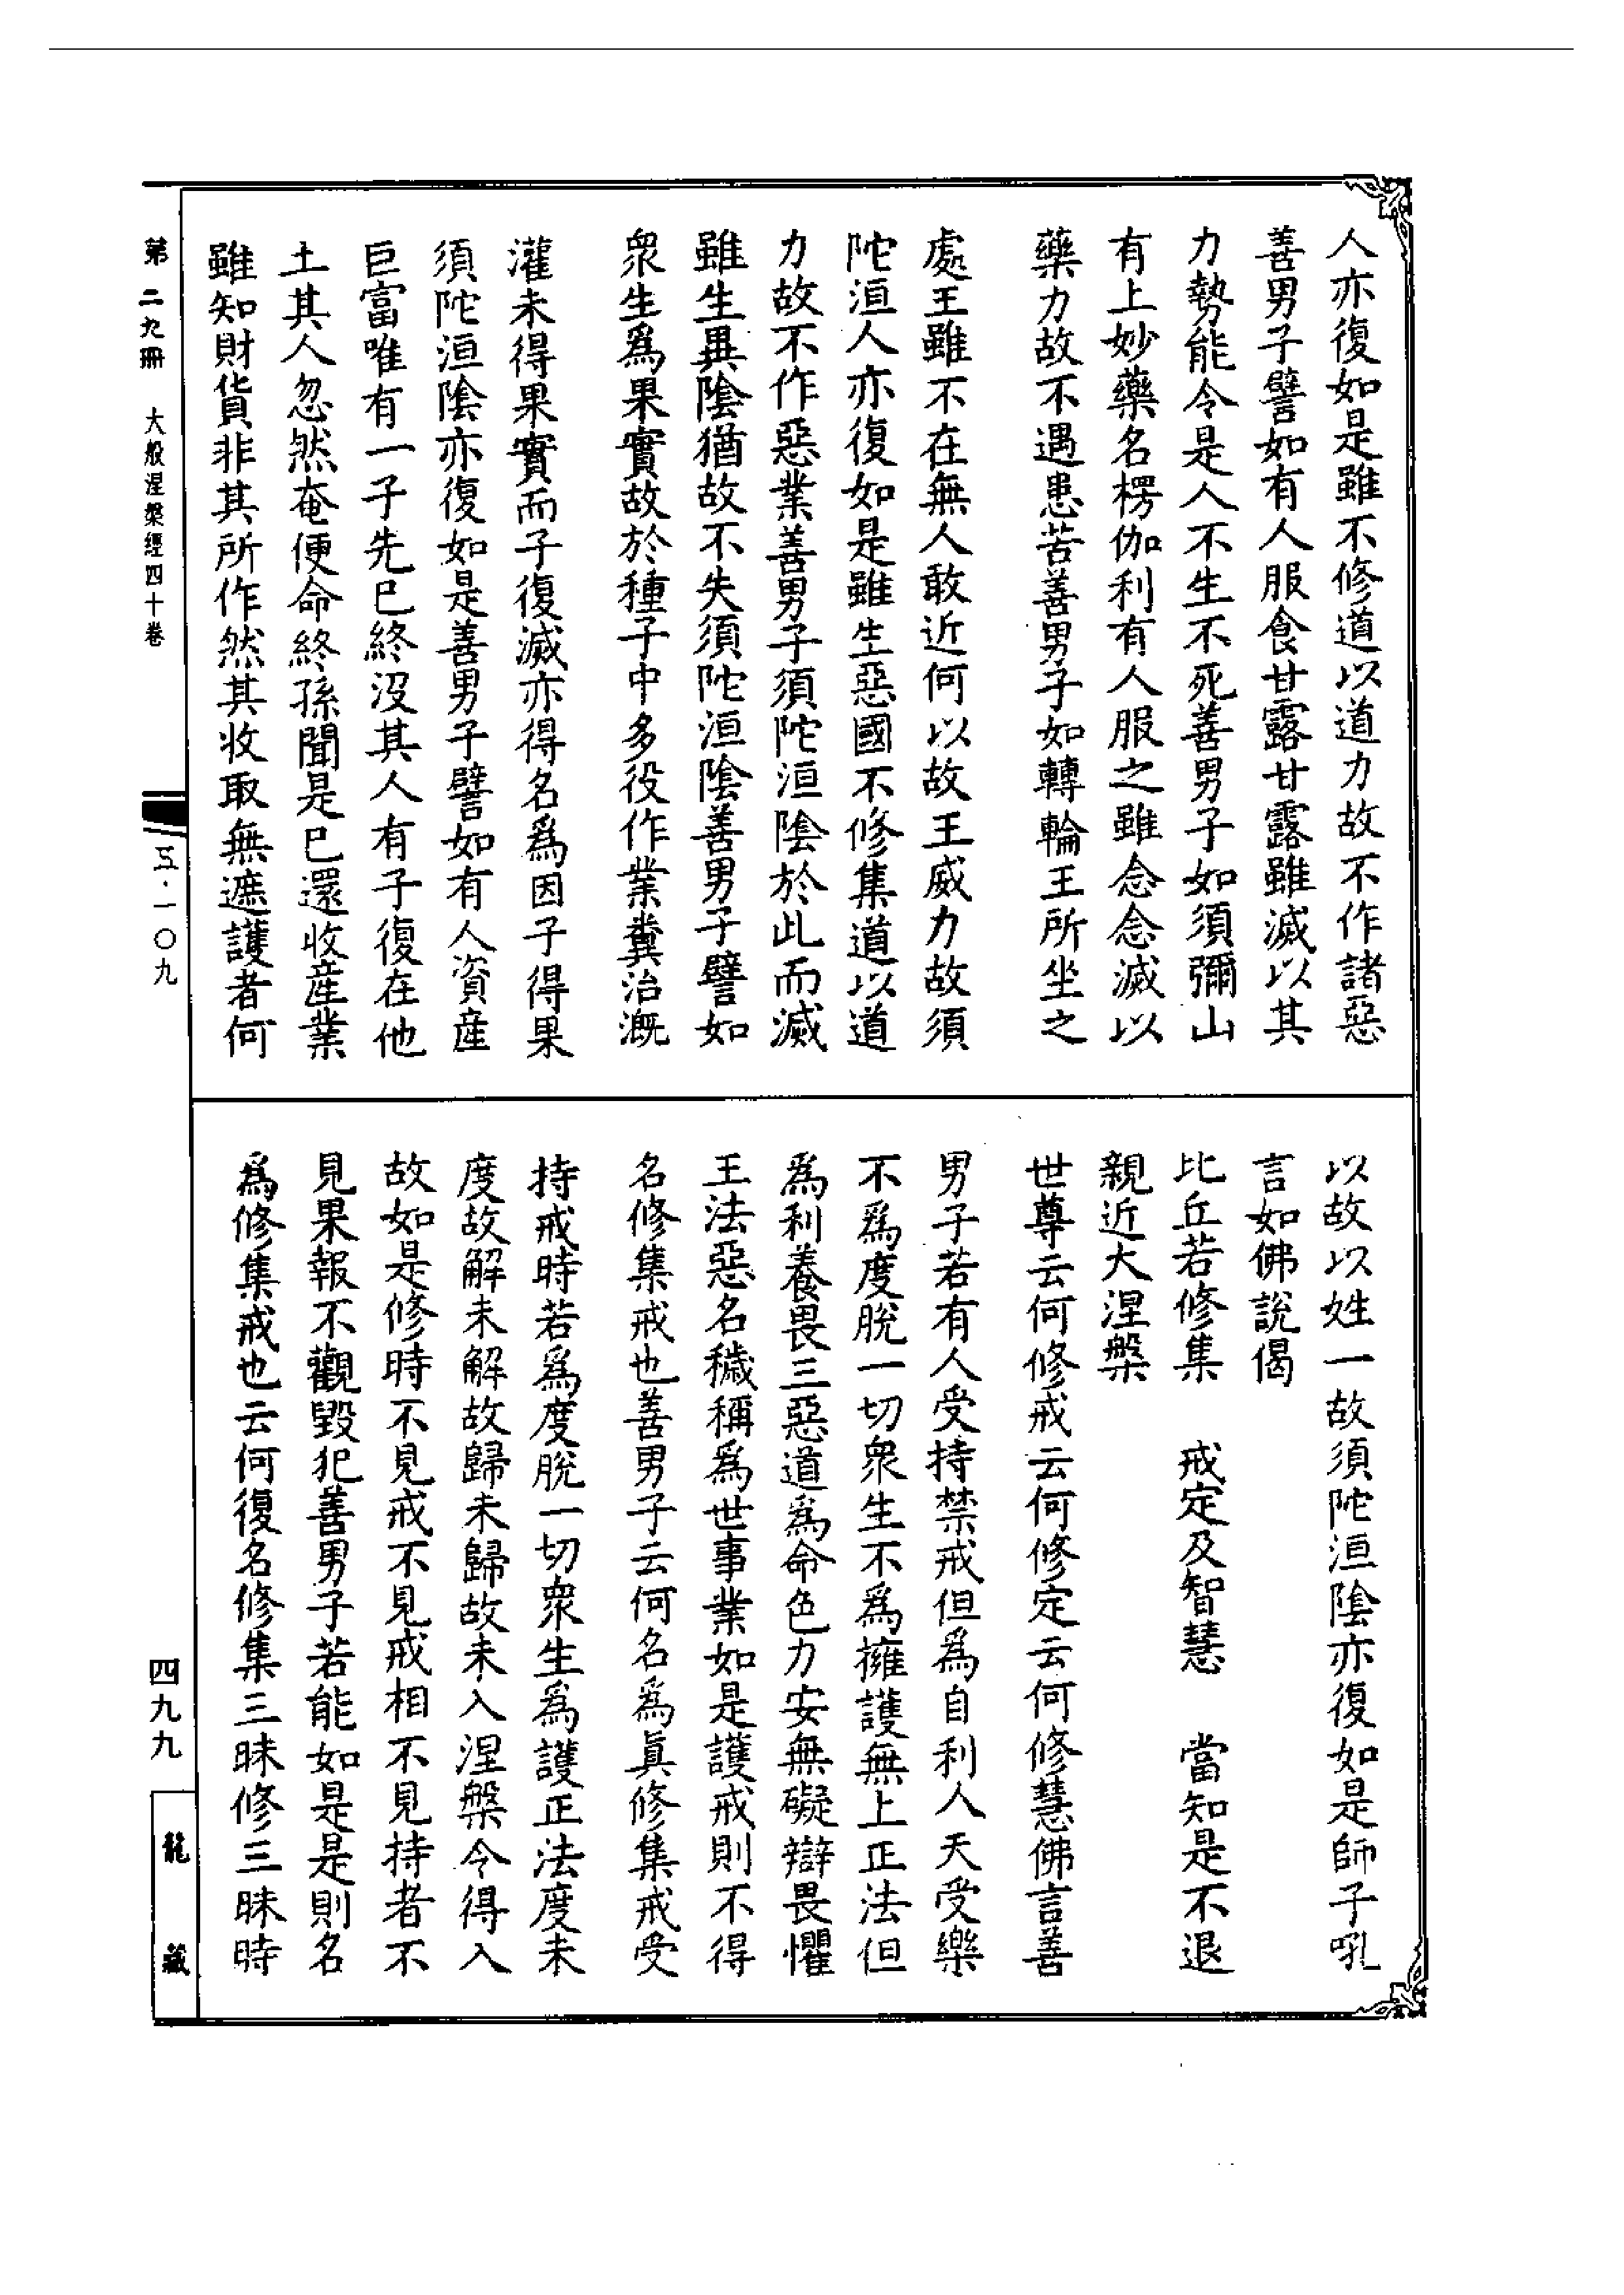 人亦復如是雖不修道以道力故不作諸惡
善男子譬如有人服食甘露甘露雖滅以其
力勢能令是人不生不死善男子如須彌山
有上妙藥名楞伽利有人服之雖念念滅以
藥力故不遇患苦善男子如轉輪王所坐之
處王雖不在無人敢近何以故王威力故須
陀洹人亦復如是雖生惡國不修集道以道
力故不作惡業善男子須陀洹陰於此而滅
雖生異陰猶故不失須陀洹陰善男子譬如
衆生爲果實故於種子中多役作業糞治溉
灌未得果實而子復滅亦得名爲因子得果
須陀洹陰亦復如是善男子譬如有人資産
巨富唯有一子先已終沒其人有子復在他
土其人忽然奄便命終孫聞是已還收産業
雖知財貨非其所作然其收取無遮護者何
以故以姓一故須陀洹陰亦復如是師子吼
言如佛說偈
比丘若修集　戒定及智慧　當知是不退
親近大涅槃
世尊云何修戒云何修定云何修慧佛言善
男子若有人受持禁戒但爲自利人天受樂
不爲度脫一切衆生不爲擁護無上正法但
爲利養畏三惡道爲命色力安無礙辯畏懼
王法惡名穢稱爲世事業如是護戒則不得
名修集戒也善男子云何名爲眞修集戒受
持戒時若爲度脫一切衆生爲護正法度未
度故解未解故歸未歸故未入涅槃令得入
故如是修時不見戒不見戒相不見持者不
見果報不觀毀犯善男子若能如是是則名
爲修集戒也云何復名修集三昧修三昧時
第二九冊　大般涅槃經四十卷
五·一〇九
四九九
龍藏